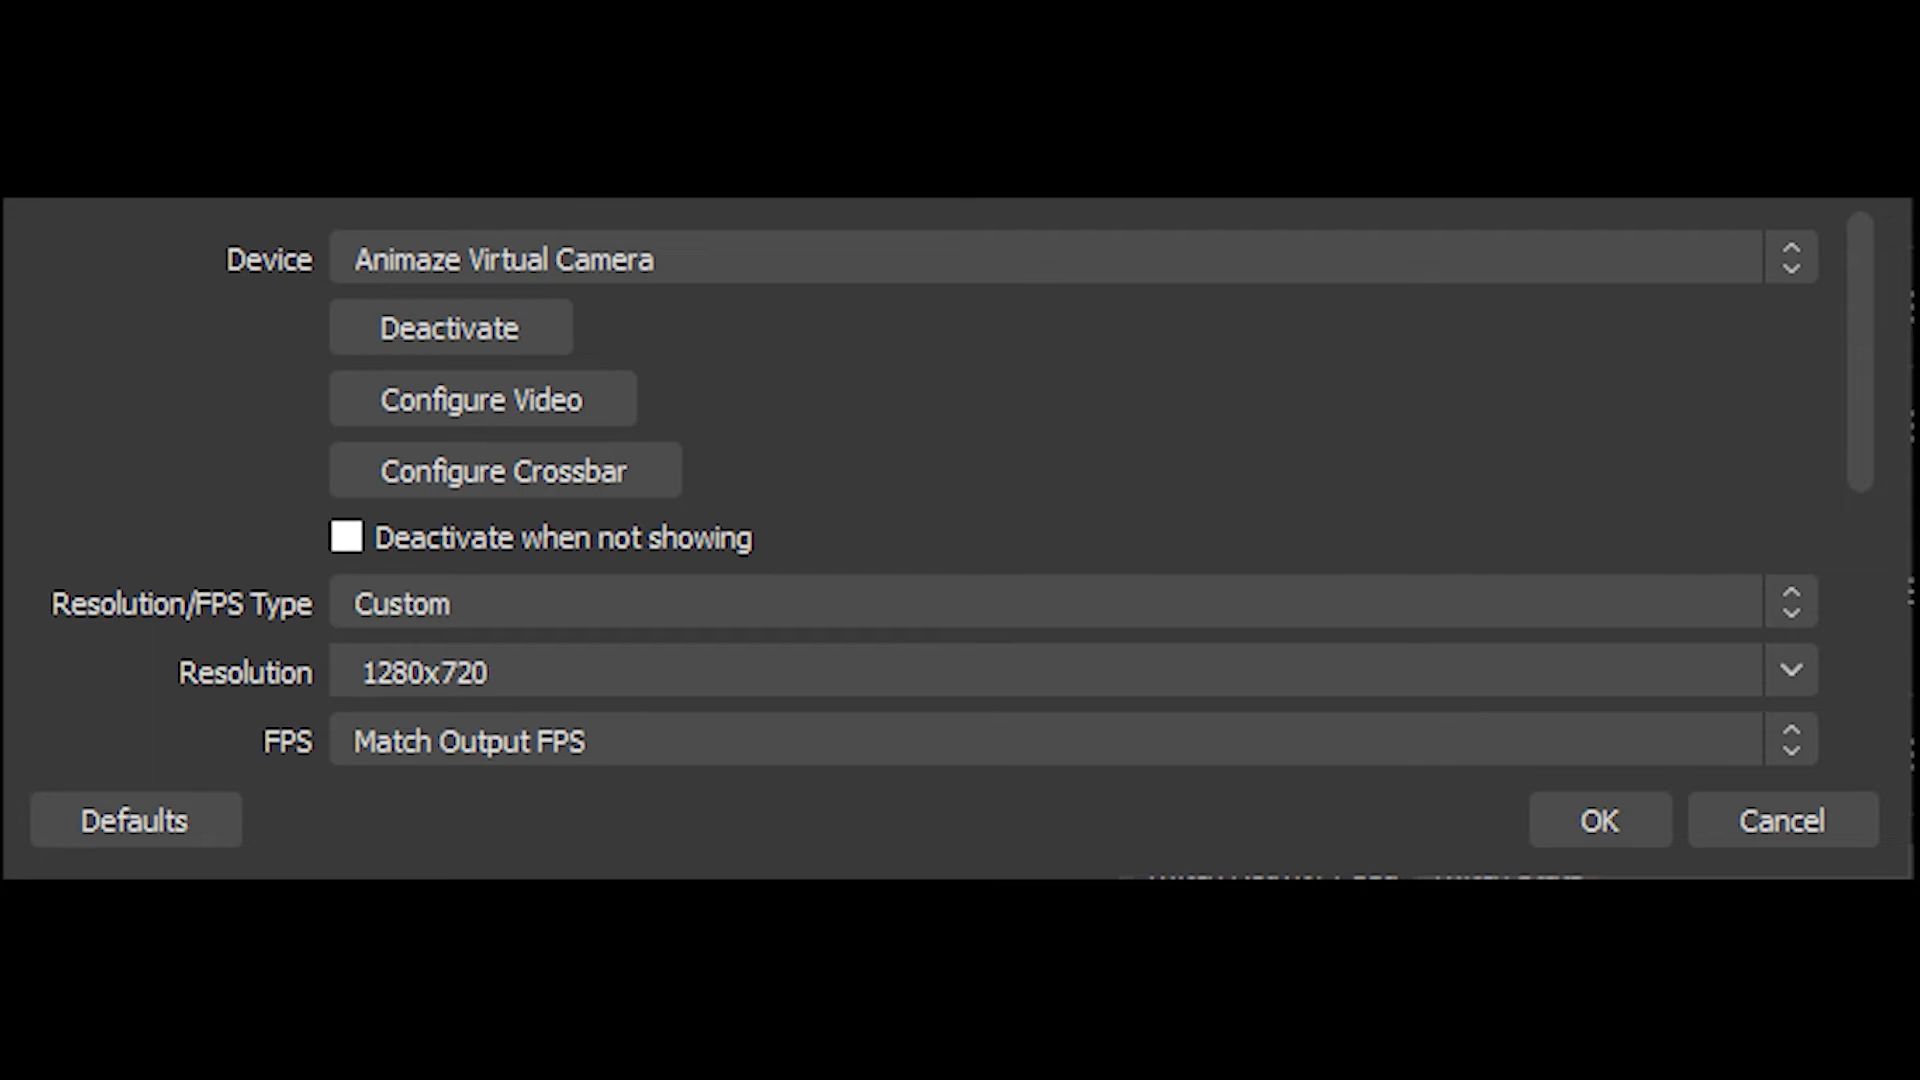 Device Animaze Virtual Camera
Deactivate
Configure Video
Configure Crossbar
Deactivate when not showing
Resolution/FPS Type Custom
Resolution 1280x720
FPS Match Output FPS
Defaults OK Cancel